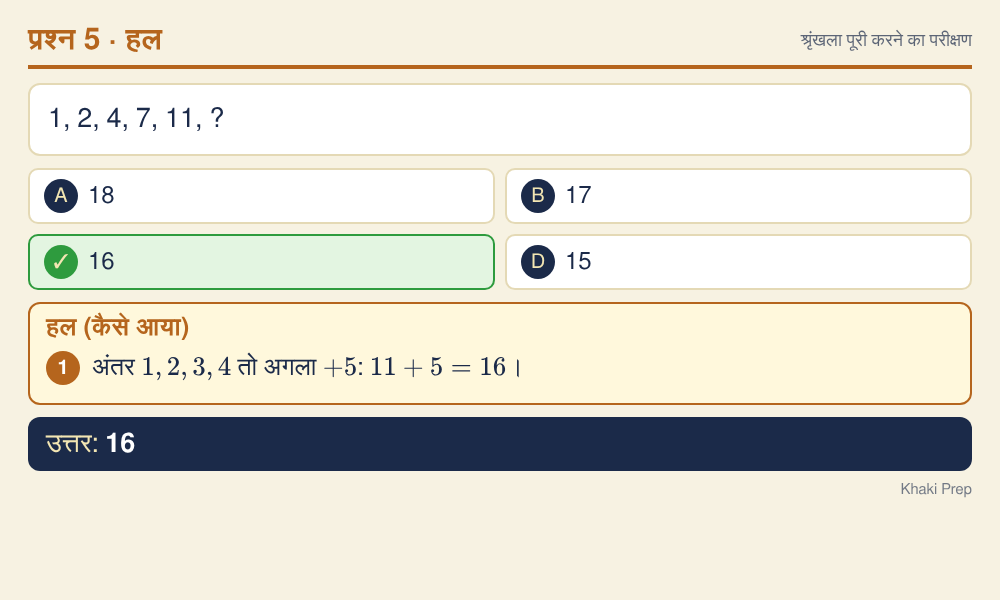 प्रश्न 5 · हल
श्रृंखला पूरी करने का परीक्षण
1, 2, 4, 7, 11, ?
A 18
B 17
✓ 16
D 15
हल (कैसे आया)
1 अंतर 1, 2, 3, 4 तो अगला +5: 11 + 5 = 16।
उत्तर: 16
Khaki Prep